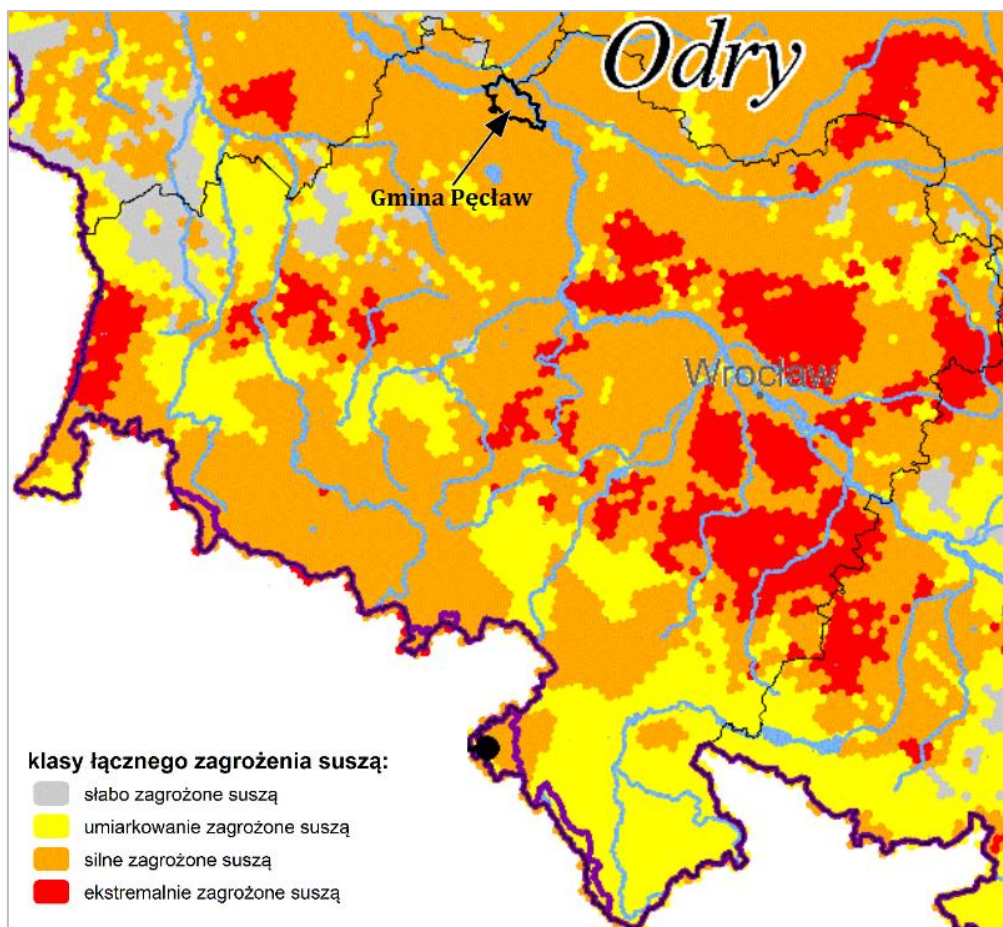 Odry
Gmina Pęcław
Wrocław
klasy łącznego zagrożenia suszą:
słabo zagrożone suszą
umiarkowanie zagrożone suszą
silne zagrożone suszą
ekstremalnie zagrożone suszą